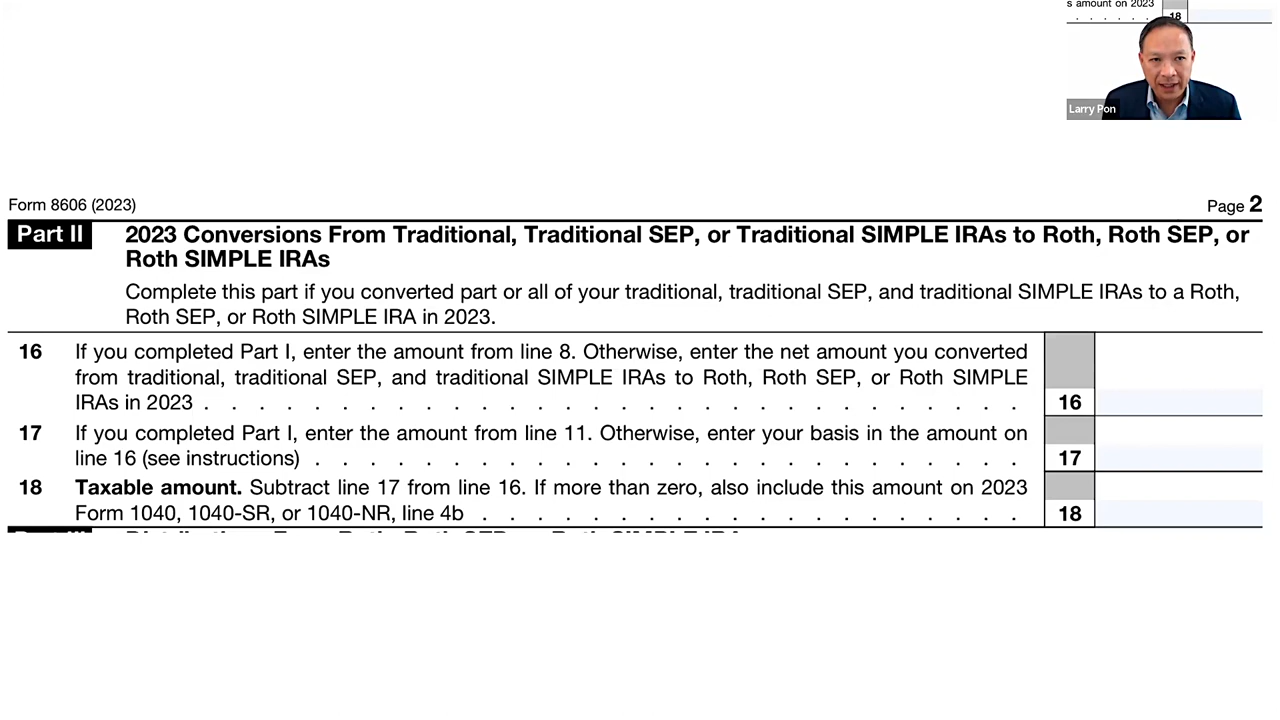 s amount on 2023
. . . . . . 18
Larry Pon
Form 8606 (2023) Page 2
Part II 2023 Conversions From Traditional, Traditional SEP, or Traditional SIMPLE IRAs to Roth, Roth SEP, or
Roth SIMPLE IRAs
Complete this part if you converted part or all of your traditional, traditional SEP, and traditional SIMPLE IRAs to a Roth,
Roth SEP, or Roth SIMPLE IRA in 2023.
16 If you completed Part I, enter the amount from line 8. Otherwise, enter the net amount you converted
from traditional, traditional SEP, and traditional SIMPLE IRAs to Roth, Roth SEP, or Roth SIMPLE
IRAs in 2023 . . . . . . . . . . . . . . . . . . . . . . . . . . . . . . 16
17 If you completed Part I, enter the amount from line 11. Otherwise, enter your basis in the amount on
line 16 (see instructions) . . . . . . . . . . . . . . . . . . . . . . . . . . 17
18 Taxable amount. Subtract line 17 from line 16. If more than zero, also include this amount on 2023
Form 1040, 1040-SR, or 1040-NR, line 4b . . . . . . . . . . . . . . . . . . . . 18